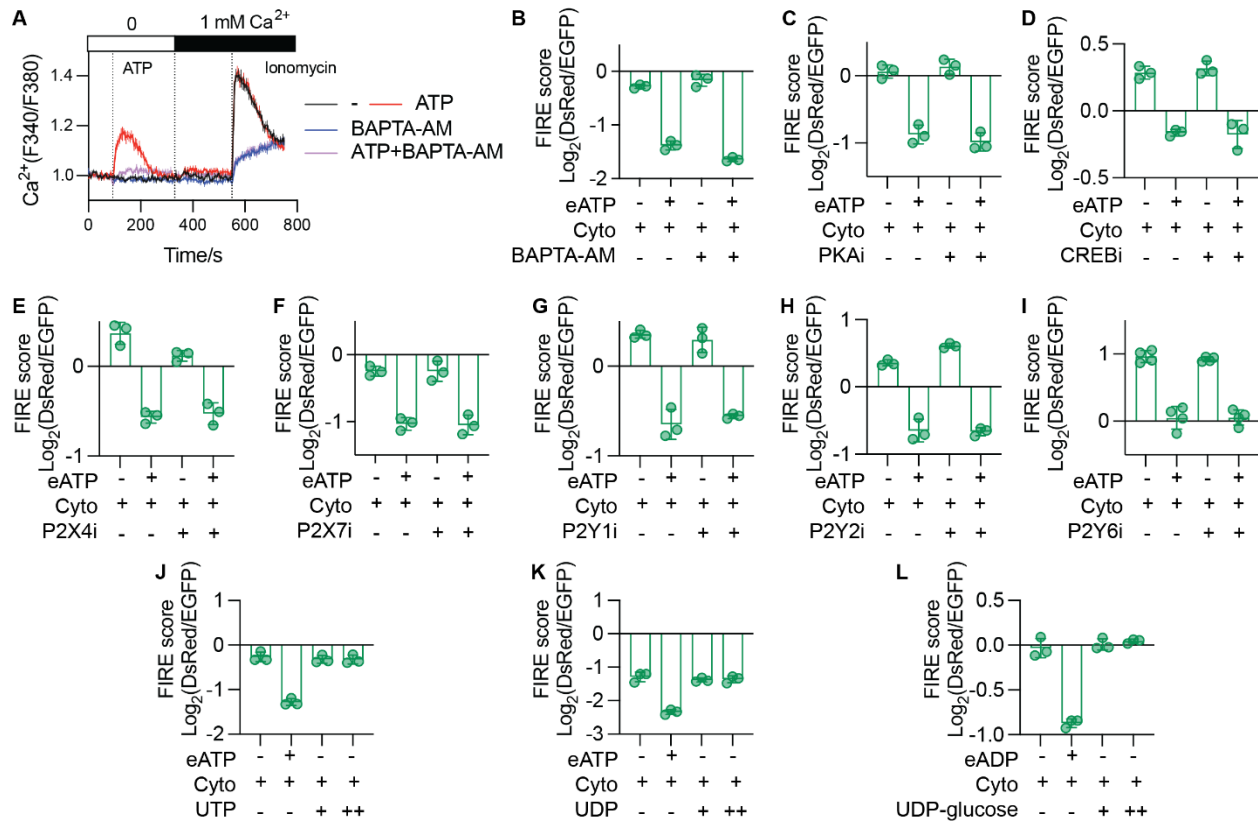 A
0
1 mM Ca²⁺
ATP
Ionomycin
Ca²⁺(F340/F380)
1.4
1.2
1.0
- ATP
BAPTA-AM
ATP+BAPTA-AM
0 200 400 600 800
Time/s
B
FIRE score
Log₂(DsRed/EGFP)
0
-1
-2
eATP - + - +
Cyto + + + +
BAPTA-AM - - + +
C
FIRE score
Log₂(DsRed/EGFP)
1
0
-1
eATP - + - +
Cyto + + + +
PKAi - - + +
D
FIRE score
Log₂(DsRed/EGFP)
0.5
0.0
-0.5
eATP - + - +
Cyto + + + +
CREBi - - + +
E
FIRE score
Log₂(DsRed/EGFP)
0
-1
eATP - + - +
Cyto + + + +
P2X4i - - + +
F
FIRE score
Log₂(DsRed/EGFP)
0
-1
eATP - + - +
Cyto + + + +
P2X7i - - + +
G
FIRE score
Log₂(DsRed/EGFP)
0
-1
eATP - + - +
Cyto + + + +
P2Y1i - - + +
H
FIRE score
Log₂(DsRed/EGFP)
1
0
-1
eATP - + - +
Cyto + + + +
P2Y2i - - + +
I
FIRE score
Log₂(DsRed/EGFP)
1
0
eATP - + - +
Cyto + + + +
P2Y6i - - + +
J
FIRE score
Log₂(DsRed/EGFP)
1
0
-1
-2
eATP - + - -
Cyto + + + +
UTP - - + ++
K
FIRE score
Log₂(DsRed/EGFP)
1
0
-1
-2
-3
eATP - + - -
Cyto + + + +
UDP - - + ++
L
FIRE score
Log₂(DsRed/EGFP)
0.5
0.0
-0.5
-1.0
eADP - + - -
Cyto + + + +
UDP-glucose - - + ++